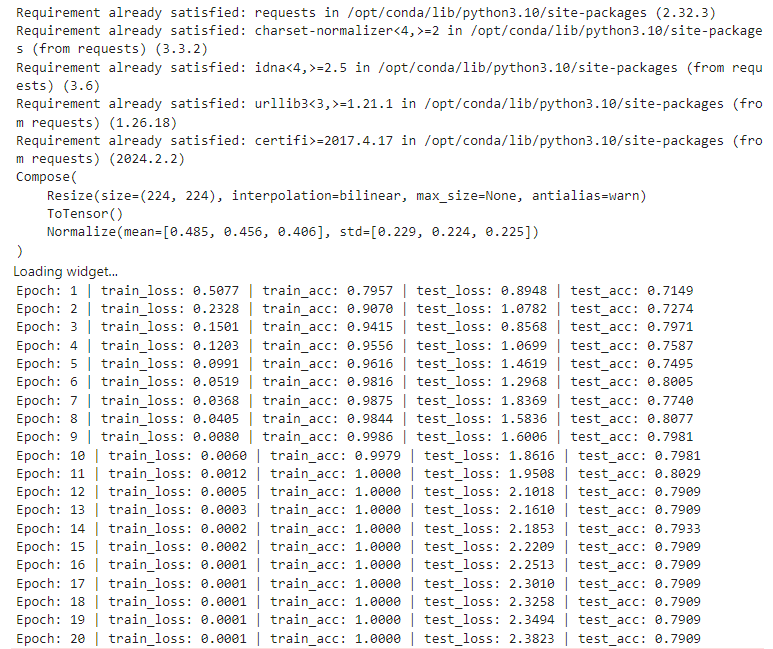 Requirement already satisfied: requests in /opt/conda/lib/python3.10/site-packages (2.32.3)
Requirement already satisfied: charset-normalizer<4,>=2 in /opt/conda/lib/python3.10/site-package
s (from requests) (3.3.2)
Requirement already satisfied: idna<4,>=2.5 in /opt/conda/lib/python3.10/site-packages (from requ
ests) (3.6)
Requirement already satisfied: urllib3<3,>=1.21.1 in /opt/conda/lib/python3.10/site-packages (fro
m requests) (1.26.18)
Requirement already satisfied: certifi>=2017.4.17 in /opt/conda/lib/python3.10/site-packages (fro
m requests) (2024.2.2)
Compose(
    Resize(size=(224, 224), interpolation=bilinear, max_size=None, antialias=warn)
    ToTensor()
    Normalize(mean=[0.485, 0.456, 0.406], std=[0.229, 0.224, 0.225])
)
Loading widget...
Epoch: 1 | train_loss: 0.5077 | train_acc: 0.7957 | test_loss: 0.8948 | test_acc: 0.7149
Epoch: 2 | train_loss: 0.2328 | train_acc: 0.9070 | test_loss: 1.0782 | test_acc: 0.7274
Epoch: 3 | train_loss: 0.1501 | train_acc: 0.9415 | test_loss: 0.8568 | test_acc: 0.7971
Epoch: 4 | train_loss: 0.1203 | train_acc: 0.9556 | test_loss: 1.0699 | test_acc: 0.7587
Epoch: 5 | train_loss: 0.0991 | train_acc: 0.9616 | test_loss: 1.4619 | test_acc: 0.7495
Epoch: 6 | train_loss: 0.0519 | train_acc: 0.9816 | test_loss: 1.2968 | test_acc: 0.8005
Epoch: 7 | train_loss: 0.0368 | train_acc: 0.9875 | test_loss: 1.8369 | test_acc: 0.7740
Epoch: 8 | train_loss: 0.0405 | train_acc: 0.9844 | test_loss: 1.5836 | test_acc: 0.8077
Epoch: 9 | train_loss: 0.0080 | train_acc: 0.9986 | test_loss: 1.6006 | test_acc: 0.7981
Epoch: 10 | train_loss: 0.0060 | train_acc: 0.9979 | test_loss: 1.8616 | test_acc: 0.7981
Epoch: 11 | train_loss: 0.0012 | train_acc: 1.0000 | test_loss: 1.9508 | test_acc: 0.8029
Epoch: 12 | train_loss: 0.0005 | train_acc: 1.0000 | test_loss: 2.1018 | test_acc: 0.7909
Epoch: 13 | train_loss: 0.0003 | train_acc: 1.0000 | test_loss: 2.1610 | test_acc: 0.7909
Epoch: 14 | train_loss: 0.0002 | train_acc: 1.0000 | test_loss: 2.1853 | test_acc: 0.7933
Epoch: 15 | train_loss: 0.0002 | train_acc: 1.0000 | test_loss: 2.2209 | test_acc: 0.7909
Epoch: 16 | train_loss: 0.0001 | train_acc: 1.0000 | test_loss: 2.2513 | test_acc: 0.7909
Epoch: 17 | train_loss: 0.0001 | train_acc: 1.0000 | test_loss: 2.3010 | test_acc: 0.7909
Epoch: 18 | train_loss: 0.0001 | train_acc: 1.0000 | test_loss: 2.3258 | test_acc: 0.7909
Epoch: 19 | train_loss: 0.0001 | train_acc: 1.0000 | test_loss: 2.3494 | test_acc: 0.7909
Epoch: 20 | train_loss: 0.0001 | train_acc: 1.0000 | test_loss: 2.3823 | test_acc: 0.7909